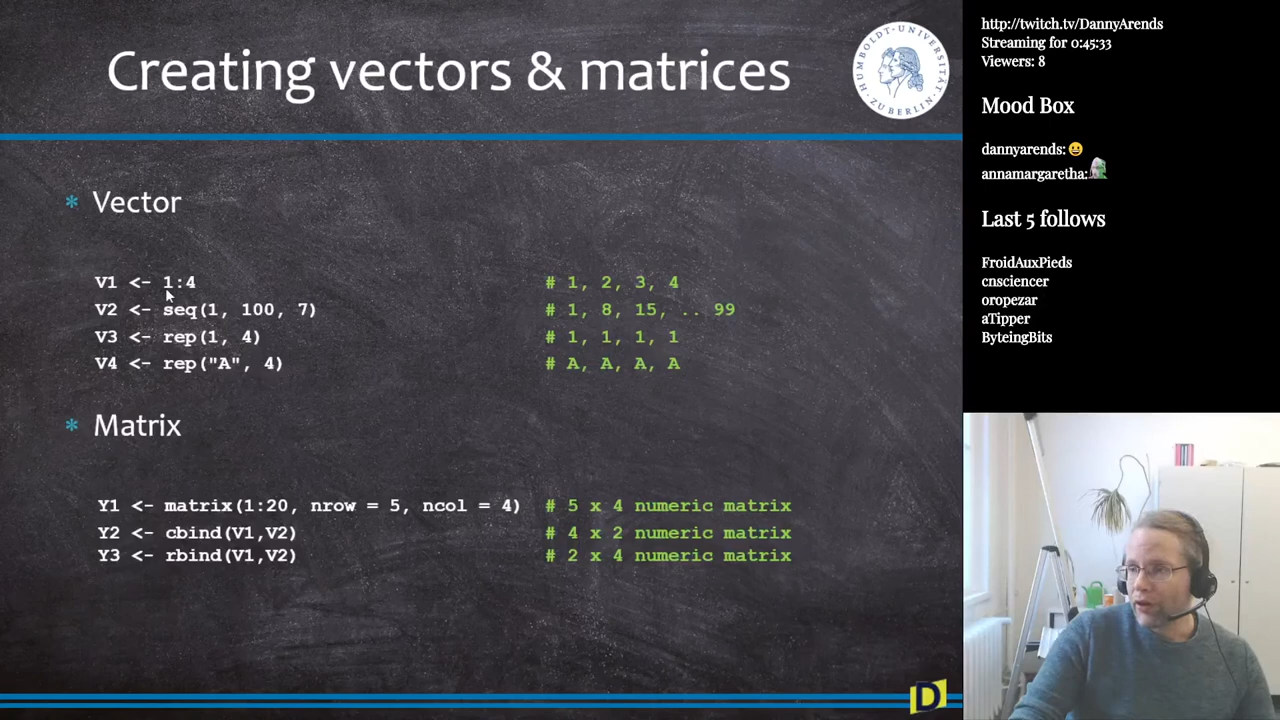 Creating vectors & matrices
HUMBOLDT-UNIVERSITÄT
ZU BERLIN
* Vector
V1 <- 1:4 # 1, 2, 3, 4
V2 <- seq(1, 100, 7) # 1, 8, 15, .. 99
V3 <- rep(1, 4) # 1, 1, 1, 1
V4 <- rep("A", 4) # A, A, A, A
* Matrix
Y1 <- matrix(1:20, nrow = 5, ncol = 4) # 5 x 4 numeric matrix
Y2 <- cbind(V1,V2) # 4 x 2 numeric matrix
Y3 <- rbind(V1,V2) # 2 x 4 numeric matrix
D
http://twitch.tv/DannyArends
Streaming for 0:45:33
Viewers: 8
Mood Box
dannyarends:
annamargaretha:
Last 5 follows
FroidAuxPieds
cnsciencer
oropezar
aTipper
ByteingBits